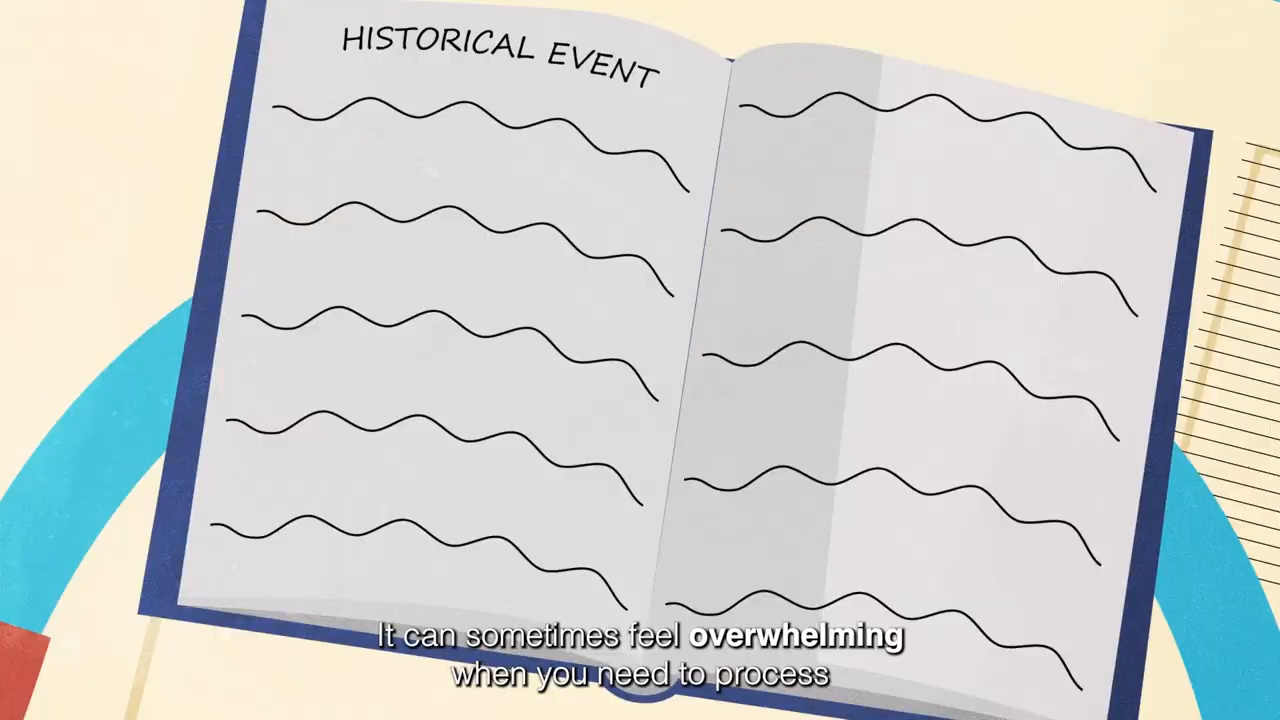 HISTORICAL EVENT
It can sometimes feel overwhelming
when you need to process